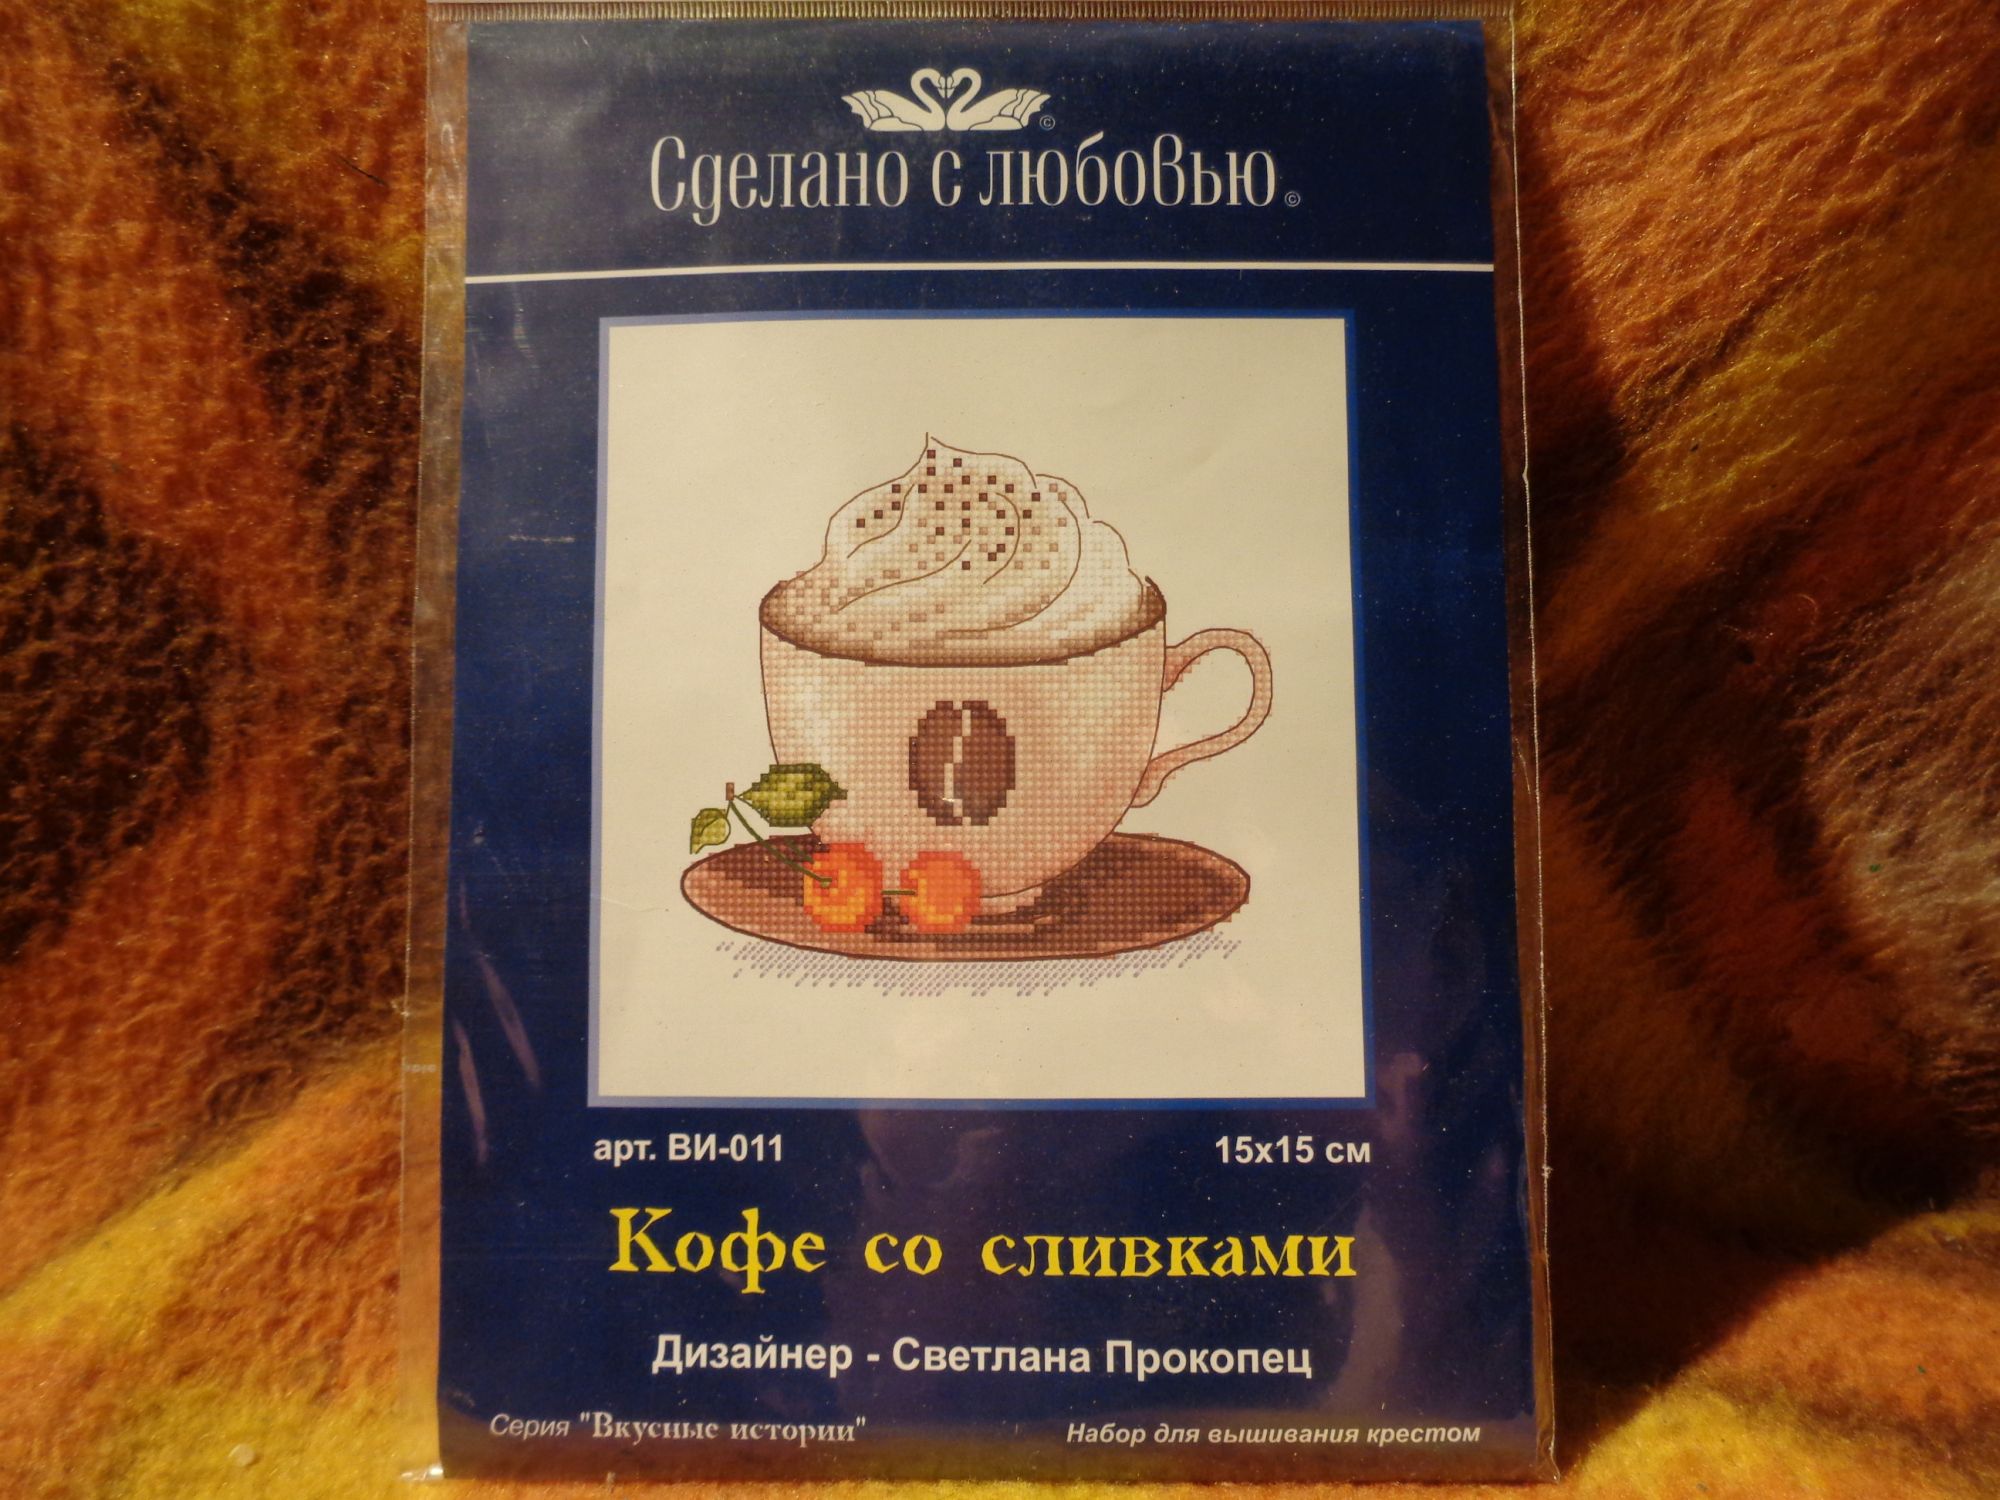 Сделано с любовью ©
арт. ВИ-011
15х15 см
Кофе со сливками
Дизайнер - Светлана Прокопец
Серия "Вкусные истории"
Набор для вышивания крестом